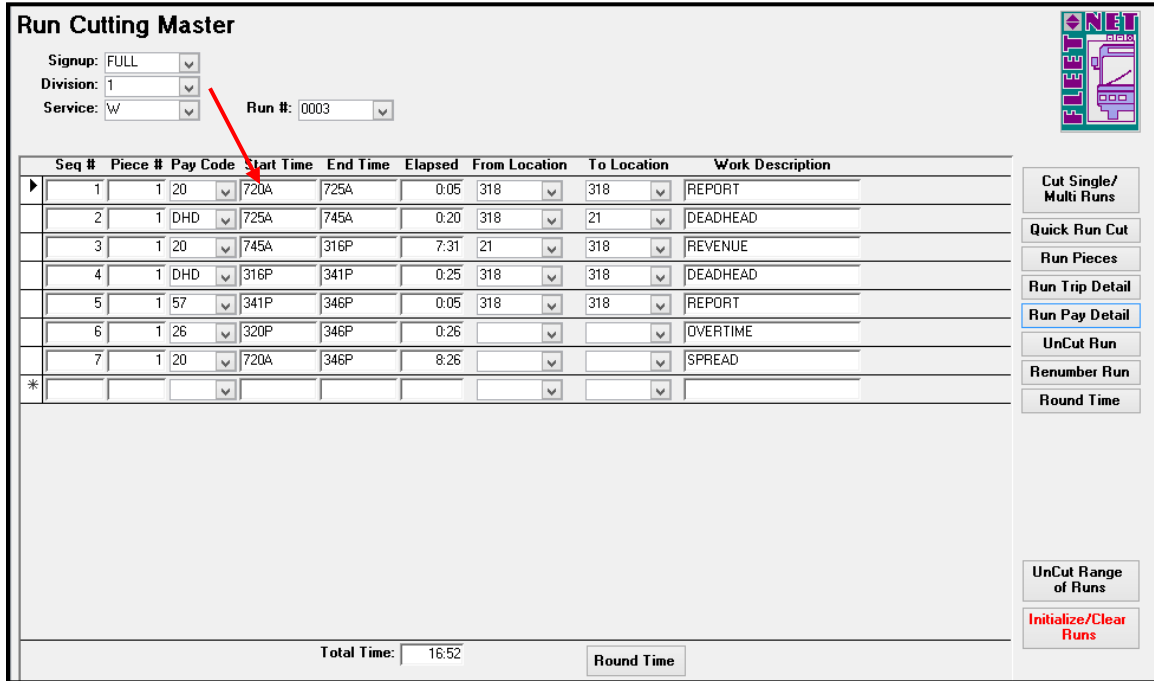 Run Cutting Master
Signup: FULL
Division: 1
Service: W Run #: 0003
FLEET NET
Seq # Piece # Pay Code Start Time End Time Elapsed From Location To Location Work Description
1 1 20 720A 725A 0:05 318 318 REPORT
2 1 DHD 725A 745A 0:20 318 21 DEADHEAD
3 1 20 745A 316P 7:31 21 318 REVENUE
4 1 DHD 316P 341P 0:25 318 318 DEADHEAD
5 1 57 341P 346P 0:05 318 318 REPORT
6 1 26 320P 346P 0:26 OVERTIME
7 1 20 720A 346P 8:26 SPREAD
*
Cut Single/
Multi Runs
Quick Run Cut
Run Pieces
Run Trip Detail
Run Pay Detail
UnCut Run
Renumber Run
Round Time
UnCut Range
of Runs
Initialize/Clear
Runs
Total Time: 16:52 Round Time